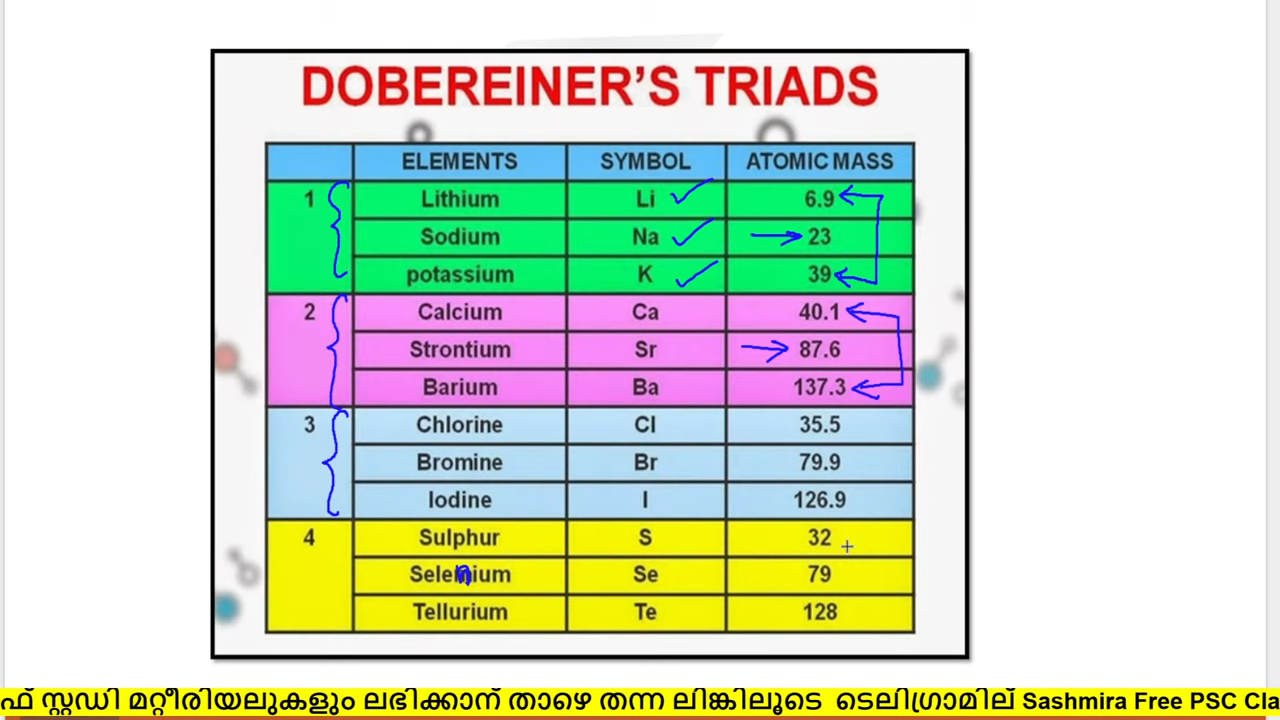 DOBEREINER'S TRIADS
ELEMENTS SYMBOL ATOMIC MASS
1 Lithium Li 6.9
Sodium Na 23
potassium K 39
2 Calcium Ca 40.1
Strontium Sr 87.6
Barium Ba 137.3
3 Chlorine Cl 35.5
Bromine Br 79.9
Iodine I 126.9
4 Sulphur S 32
Selenium Se 79
Tellurium Te 128
ഫ് സ്റ്റഡി മറ്റീരിയലുകളും ലഭിക്കാന് താഴെ തന്ന ലിങ്കിലൂടെ ടെലിഗ്രാമില് Sashmira Free PSC Cla